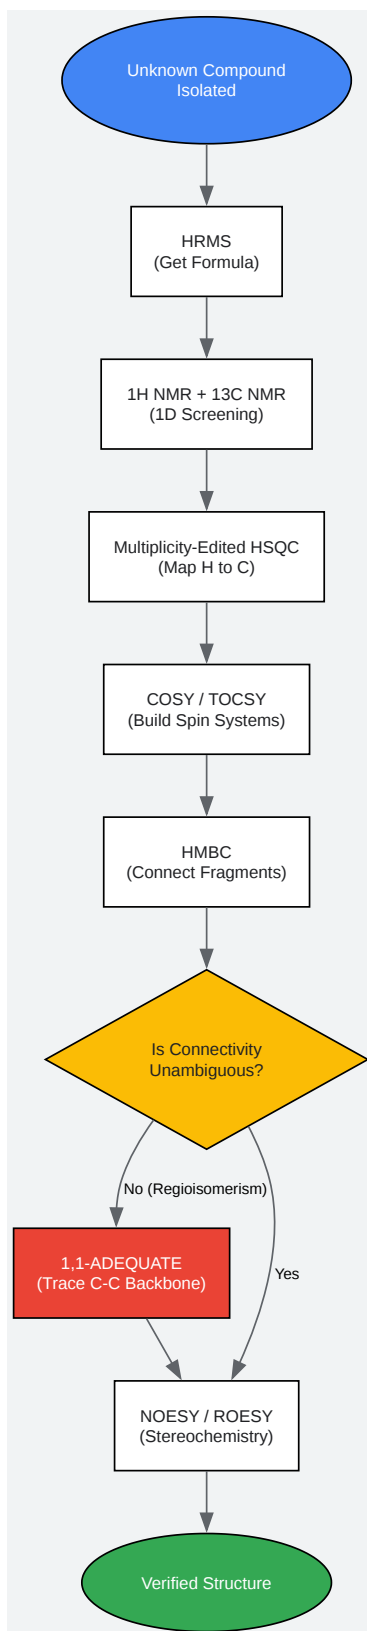 Unknown Compound
Isolated
HRMS
(Get Formula)
1H NMR + 13C NMR
(1D Screening)
Multiplicity-Edited HSQC
(Map H to C)
COSY / TOCSY
(Build Spin Systems)
HMBC
(Connect Fragments)
Is Connectivity
Unambiguous?
No (Regioisomerism)
1,1-ADEQUATE
(Trace C-C Backbone)
Yes
NOESY / ROESY
(Stereochemistry)
Verified Structure